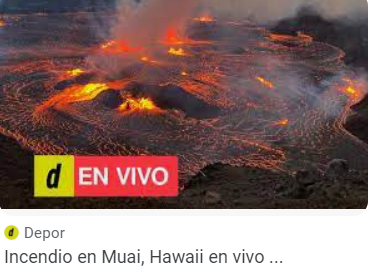 d EN VIVO
d Depor
Incendio en Muai, Hawaii en vivo ...